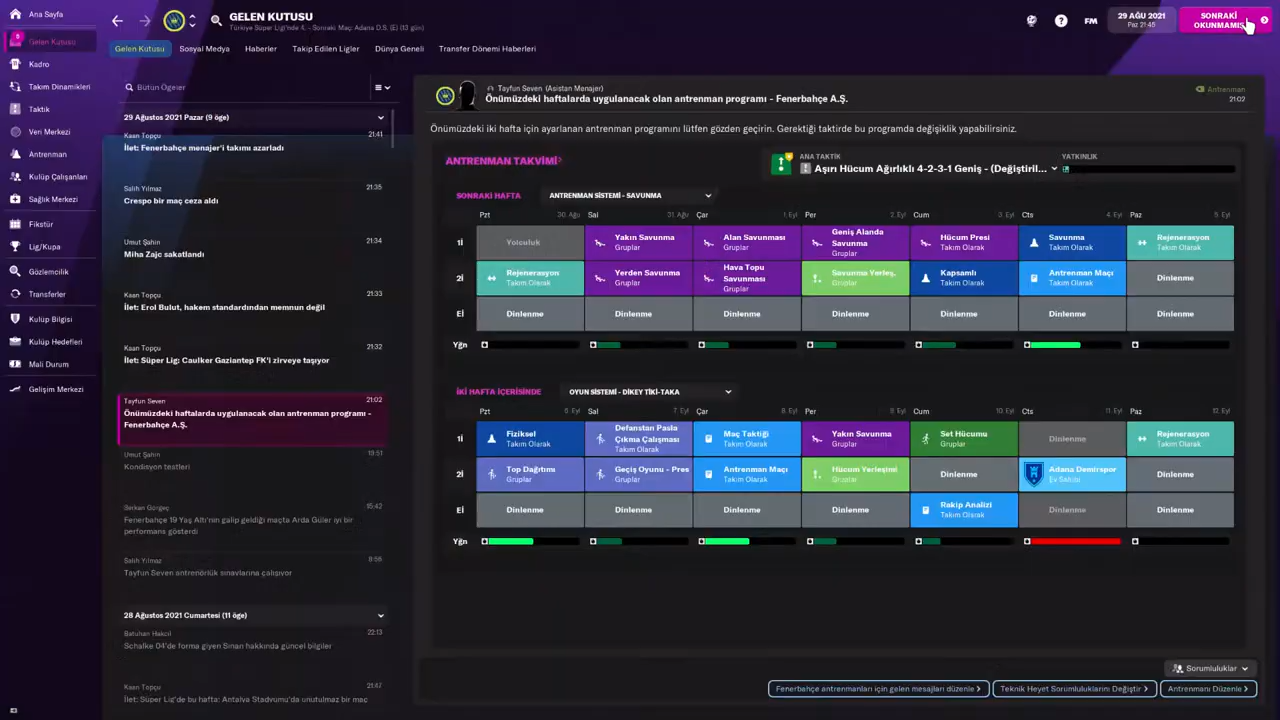 Ana Sayfa
Gelen Kutusu
Kadro
Takım Dinamikleri
Taktik
Veri Merkezi
Antrenman
Kulüp Çalışanları
Sağlık Merkezi
Fikstür
Lig/Kupa
Gözlemcilik
Transferler
Kulüp Bilgisi
Kulüp Hedefleri
Mali Durum
Gelişim Merkezi
GELEN KUTUSU
Türkiye Süper Ligi'nde 4. - Sonraki Maç: Adana D.S. (E) (13 gün)
FM
29 AĞU 2021
Paz 21:45
SONRAKİ
OKUNMAMIŞ
Gelen Kutusu
Sosyal Medya
Haberler
Takip Edilen Ligler
Dünya Geneli
Transfer Dönemi Haberleri
Bütün Ögeler
29 Ağustos 2021 Pazar (9 öge)
Kaan Topçu 21:41
İlet: Fenerbahçe menajer'i takımı azarladı
Salih Yılmaz 21:35
Crespo bir maç ceza aldı
Umut Şahin 21:34
Miha Zajc sakatlandı
Kaan Topçu 21:33
İlet: Erol Bulut, hakem standardından memnun değil
Kaan Topçu 21:32
İlet: Süper Lig: Caulker Gaziantep FK'i zirveye taşıyor
Tayfun Seven 21:02
Önümüzdeki haftalarda uygulanacak olan antrenman programı -
Fenerbahçe A.Ş.
Umut Şahin
Kondisyon testleri
Serkan Gorgeç 15:42
Fenerbahçe 19 Yaş Altı'nın galip geldiği maçta Arda Güler iyi bir
performans gösterdi
Salih Yılmaz
Tayfun Seven antrenörlük sınavlarına çalışıyor
28 Ağustos 2021 Cumartesi (11 öge)
22:13
Schalke 04'de forma giyen Sinan hakkında güncel bilgiler
Kaan Topçu 21:47
İlet: Süper Lig'de bu hafta: Antalya Stadyumu'da unutulmaz bir maç
Tayfun Seven (Asistan Menajer)
Önümüzdeki haftalarda uygulanacak olan antrenman programı - Fenerbahçe A.Ş.
Antrenman
21:02
Önümüzdeki iki hafta için ayarlanan antrenman programını lütfen gözden geçirin. Gerektiği taktirde bu programda değişiklik yapabilirsiniz.
ANTRENMAN TAKVİMİ
ANA TAKTİK
Aşırı Hücum Ağırlıklı 4-2-3-1 Geniş - (Değiştiril...
YATKINLIK
SONRAKİ HAFTA
ANTRENMAN SİSTEMİ - SAVUNMA
Pzt 30. Ağu Sal 31. Ağu Çar 1. Eyl Per 2. Eyl Cum 3. Eyl Cts 4. Eyl Paz 5. Eyl
1İ
Yolculuk
Yakın Savunma
Gruplar
Alan Savunması
Gruplar
Geniş Alanda
Savunma
Gruplar
Hücum Presi
Takım Olarak
Savunma
Takım Olarak
Rejenerasyon
Takım Olarak
2İ
Rejenerasyon
Takım Olarak
Yerden Savunma
Gruplar
Hava Topu
Savunması
Gruplar
Savunma Yerleş.
Gruplar
Kapsamlı
Takım Olarak
Antrenman Maçı
Takım Olarak
Dinlenme
Eİ
Dinlenme Dinlenme Dinlenme Dinlenme Dinlenme Dinlenme Dinlenme
Yğn
İKİ HAFTA İÇERİSİNDE
OYUN SİSTEMİ - DİKEY TİKİ-TAKA
Pzt 6. Eyl Sal 7. Eyl Çar 8. Eyl Per 9. Eyl Cum 10. Eyl Cts 11. Eyl Paz 12. Eyl
1İ
Fiziksel
Takım Olarak
Defanstan Pasla
Çıkma Çalışması
Takım Olarak
Maç Taktiği
Takım Olarak
Yakın Savunma
Gruplar
Set Hücumu
Gruplar
Dinlenme
Rejenerasyon
Takım Olarak
2İ
Top Dağıtımı
Gruplar
Geçiş Oyunu - Pres
Gruplar
Antrenman Maçı
Takım Olarak
Hücum Yerleşimi
Gruplar
Dinlenme
Adana Demirspor
Ev Sahibi
Dinlenme
Eİ
Dinlenme Dinlenme Dinlenme Dinlenme
Rakip Analizi
Takım Olarak
Dinlenme
Dinlenme
Yğn
Sorumluluklar
Fenerbahçe antrenmanları için gelen mesajları düzenle
Teknik Heyet Sorumluluklarını Değiştir
Antrenmanı Düzenle